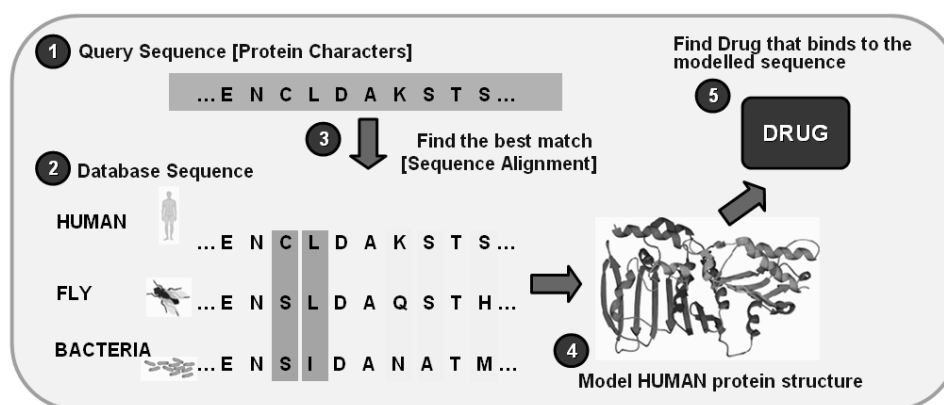 1 Query Sequence [Protein Characters]
... E N C L D A K S T S ...
3 Find the best match
[Sequence Alignment]
2 Database Sequence
HUMAN ... E N C L D A K S T S ...
FLY ... E N S L D A Q S T H ...
BACTERIA ... E N S I D A N A T M ...
4
Model HUMAN protein structure
Find Drug that binds to the
modelled sequence
5
DRUG